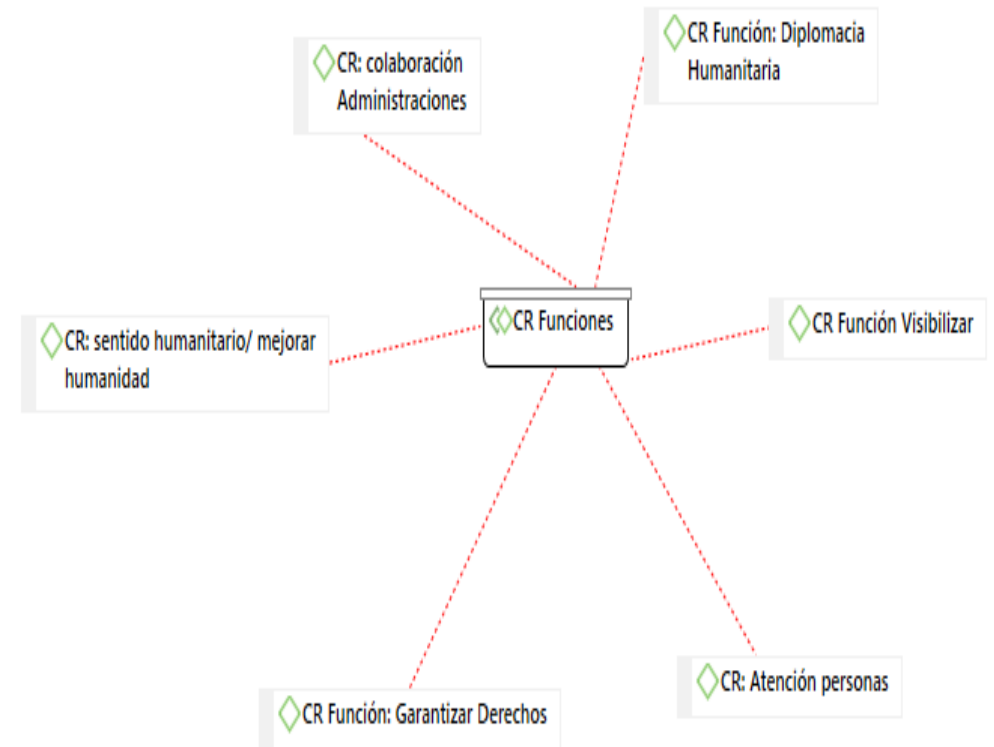 CR Función: Diplomacia
Humanitaria
CR: colaboración
Administraciones
CR Funciones
CR Función Visibilizar
CR: sentido humanitario/ mejorar
humanidad
CR: Atención personas
CR Función: Garantizar Derechos